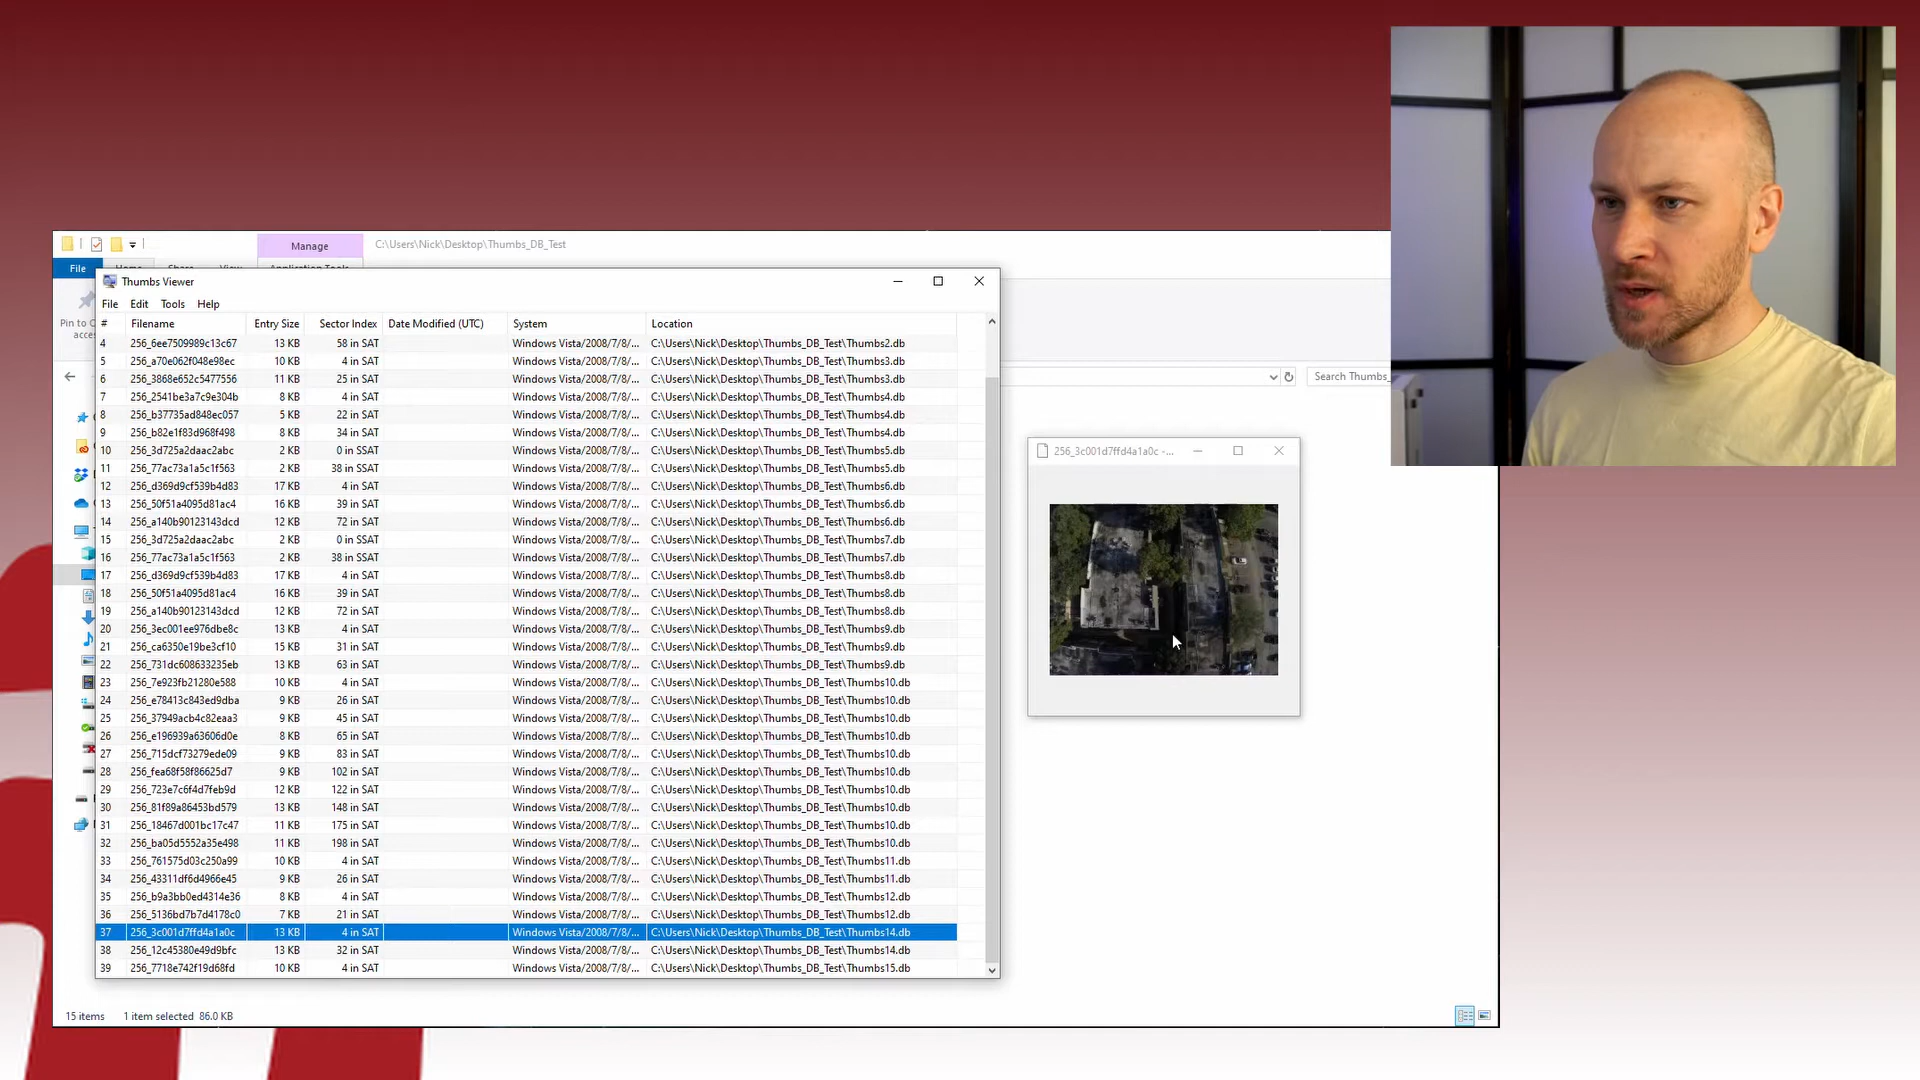 Manage
C:\Users\Nick\Desktop\Thumbs_DB_Test
File
Thumbs Viewer
File Edit Tools Help
Pin to
# Filename Entry Size Sector Index Date Modified (UTC) System Location
4 256_6ee7509989c13c67 13 KB 58 in SAT Windows Vista/2008/7/8/... C:\Users\Nick\Desktop\Thumbs_DB_Test\Thumbs2.db
5 256_a70e062f048e98ec 10 KB 4 in SAT Windows Vista/2008/7/8/... C:\Users\Nick\Desktop\Thumbs_DB_Test\Thumbs3.db
6 256_3868e652c5477556 11 KB 25 in SAT Windows Vista/2008/7/8/... C:\Users\Nick\Desktop\Thumbs_DB_Test\Thumbs3.db
7 256_2541be3a7c9e304b 8 KB 4 in SAT Windows Vista/2008/7/8/... C:\Users\Nick\Desktop\Thumbs_DB_Test\Thumbs4.db
8 256_b37735ad848ec057 5 KB 22 in SAT Windows Vista/2008/7/8/... C:\Users\Nick\Desktop\Thumbs_DB_Test\Thumbs4.db
9 256_b82e1f83d968f498 8 KB 34 in SAT Windows Vista/2008/7/8/... C:\Users\Nick\Desktop\Thumbs_DB_Test\Thumbs4.db
10 256_3d725a2daac2abc 2 KB 0 in SSAT Windows Vista/2008/7/8/... C:\Users\Nick\Desktop\Thumbs_DB_Test\Thumbs5.db
11 256_77ac73a1a5c1f563 2 KB 38 in SSAT Windows Vista/2008/7/8/... C:\Users\Nick\Desktop\Thumbs_DB_Test\Thumbs5.db
12 256_d369d9cf539b4d83 17 KB 4 in SAT Windows Vista/2008/7/8/... C:\Users\Nick\Desktop\Thumbs_DB_Test\Thumbs6.db
13 256_50f51a4095d81ac4 16 KB 39 in SAT Windows Vista/2008/7/8/... C:\Users\Nick\Desktop\Thumbs_DB_Test\Thumbs6.db
14 256_a140b90123143dcd 12 KB 72 in SAT Windows Vista/2008/7/8/... C:\Users\Nick\Desktop\Thumbs_DB_Test\Thumbs6.db
15 256_3d725a2daac2abc 2 KB 0 in SSAT Windows Vista/2008/7/8/... C:\Users\Nick\Desktop\Thumbs_DB_Test\Thumbs7.db
16 256_77ac73a1a5c1f563 2 KB 38 in SSAT Windows Vista/2008/7/8/... C:\Users\Nick\Desktop\Thumbs_DB_Test\Thumbs7.db
17 256_d369d9cf539b4d83 17 KB 4 in SAT Windows Vista/2008/7/8/... C:\Users\Nick\Desktop\Thumbs_DB_Test\Thumbs8.db
18 256_50f51a4095d81ac4 16 KB 39 in SAT Windows Vista/2008/7/8/... C:\Users\Nick\Desktop\Thumbs_DB_Test\Thumbs8.db
19 256_a140b90123143dcd 12 KB 72 in SAT Windows Vista/2008/7/8/... C:\Users\Nick\Desktop\Thumbs_DB_Test\Thumbs8.db
20 256_3ec001ee976dbe8c 13 KB 4 in SAT Windows Vista/2008/7/8/... C:\Users\Nick\Desktop\Thumbs_DB_Test\Thumbs9.db
21 256_ca6350e19be3cf10 15 KB 31 in SAT Windows Vista/2008/7/8/... C:\Users\Nick\Desktop\Thumbs_DB_Test\Thumbs9.db
22 256_731dc608633235eb 13 KB 63 in SAT Windows Vista/2008/7/8/... C:\Users\Nick\Desktop\Thumbs_DB_Test\Thumbs9.db
23 256_7e923fb21280e588 10 KB 4 in SAT Windows Vista/2008/7/8/... C:\Users\Nick\Desktop\Thumbs_DB_Test\Thumbs10.db
24 256_e78413c843ed9dba 9 KB 26 in SAT Windows Vista/2008/7/8/... C:\Users\Nick\Desktop\Thumbs_DB_Test\Thumbs10.db
25 256_37949acb4c82eaa3 9 KB 45 in SAT Windows Vista/2008/7/8/... C:\Users\Nick\Desktop\Thumbs_DB_Test\Thumbs10.db
26 256_e196939a63606d0e 8 KB 65 in SAT Windows Vista/2008/7/8/... C:\Users\Nick\Desktop\Thumbs_DB_Test\Thumbs10.db
27 256_715dcf73279ede09 9 KB 83 in SAT Windows Vista/2008/7/8/... C:\Users\Nick\Desktop\Thumbs_DB_Test\Thumbs10.db
28 256_fea68f58f86625d7 9 KB 102 in SAT Windows Vista/2008/7/8/... C:\Users\Nick\Desktop\Thumbs_DB_Test\Thumbs10.db
29 256_723e7c6f4d7feb9d 12 KB 122 in SAT Windows Vista/2008/7/8/... C:\Users\Nick\Desktop\Thumbs_DB_Test\Thumbs10.db
30 256_81f89a86453bd579 13 KB 148 in SAT Windows Vista/2008/7/8/... C:\Users\Nick\Desktop\Thumbs_DB_Test\Thumbs10.db
31 256_18467d001bc17c47 11 KB 175 in SAT Windows Vista/2008/7/8/... C:\Users\Nick\Desktop\Thumbs_DB_Test\Thumbs10.db
32 256_ba05d5552a35e498 11 KB 198 in SAT Windows Vista/2008/7/8/... C:\Users\Nick\Desktop\Thumbs_DB_Test\Thumbs10.db
33 256_761575d03c250a99 10 KB 4 in SAT Windows Vista/2008/7/8/... C:\Users\Nick\Desktop\Thumbs_DB_Test\Thumbs11.db
34 256_43311df6d4966e45 9 KB 26 in SAT Windows Vista/2008/7/8/... C:\Users\Nick\Desktop\Thumbs_DB_Test\Thumbs11.db
35 256_b9a3bb0ed4314e36 8 KB 4 in SAT Windows Vista/2008/7/8/... C:\Users\Nick\Desktop\Thumbs_DB_Test\Thumbs12.db
36 256_5136bd7b7d4178c0 7 KB 21 in SAT Windows Vista/2008/7/8/... C:\Users\Nick\Desktop\Thumbs_DB_Test\Thumbs12.db
37 256_3c001d7ffd4a1a0c 13 KB 4 in SAT Windows Vista/2008/7/8/... C:\Users\Nick\Desktop\Thumbs_DB_Test\Thumbs14.db
38 256_12c45380e49d9bfc 13 KB 32 in SAT Windows Vista/2008/7/8/... C:\Users\Nick\Desktop\Thumbs_DB_Test\Thumbs14.db
39 256_7718e742f19d68fd 10 KB 4 in SAT Windows Vista/2008/7/8/... C:\Users\Nick\Desktop\Thumbs_DB_Test\Thumbs15.db
Search Thumbs_
256_3c001d7ffd4a1a0c -...
15 items 1 item selected 86.0 KB